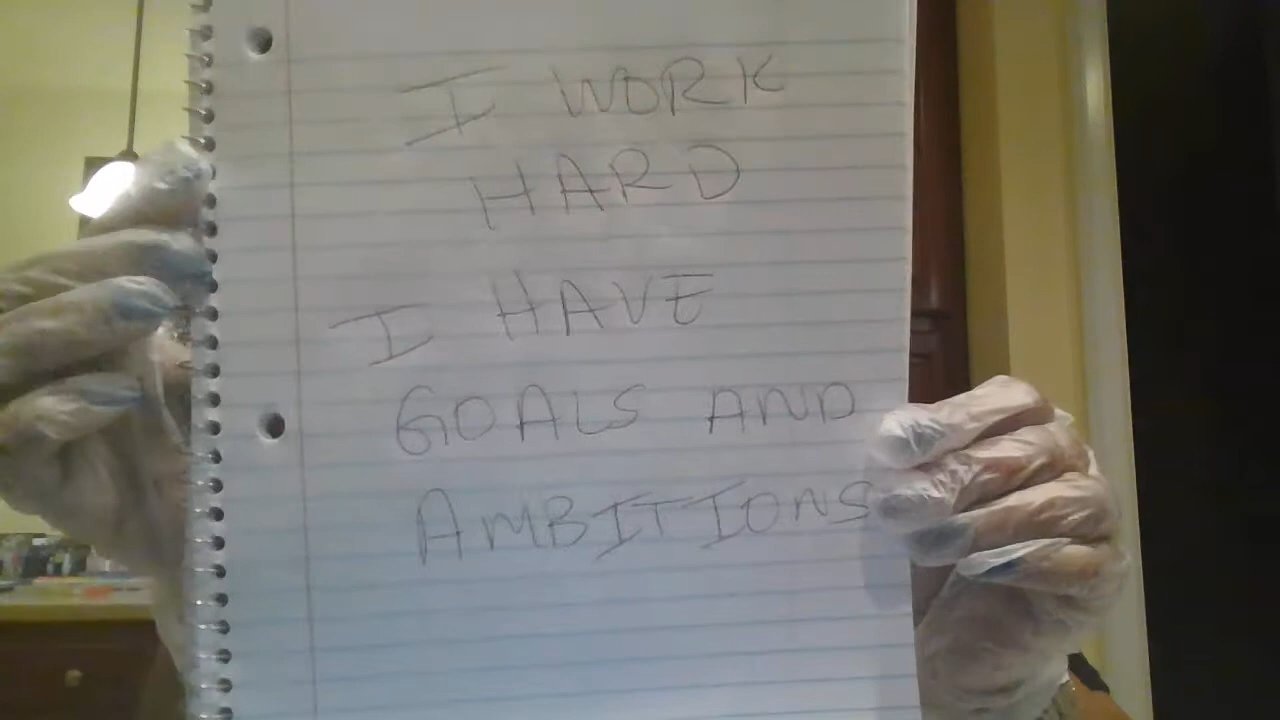 I WORK
HARD
I HAVE
GOALS AND
AMBITIONS